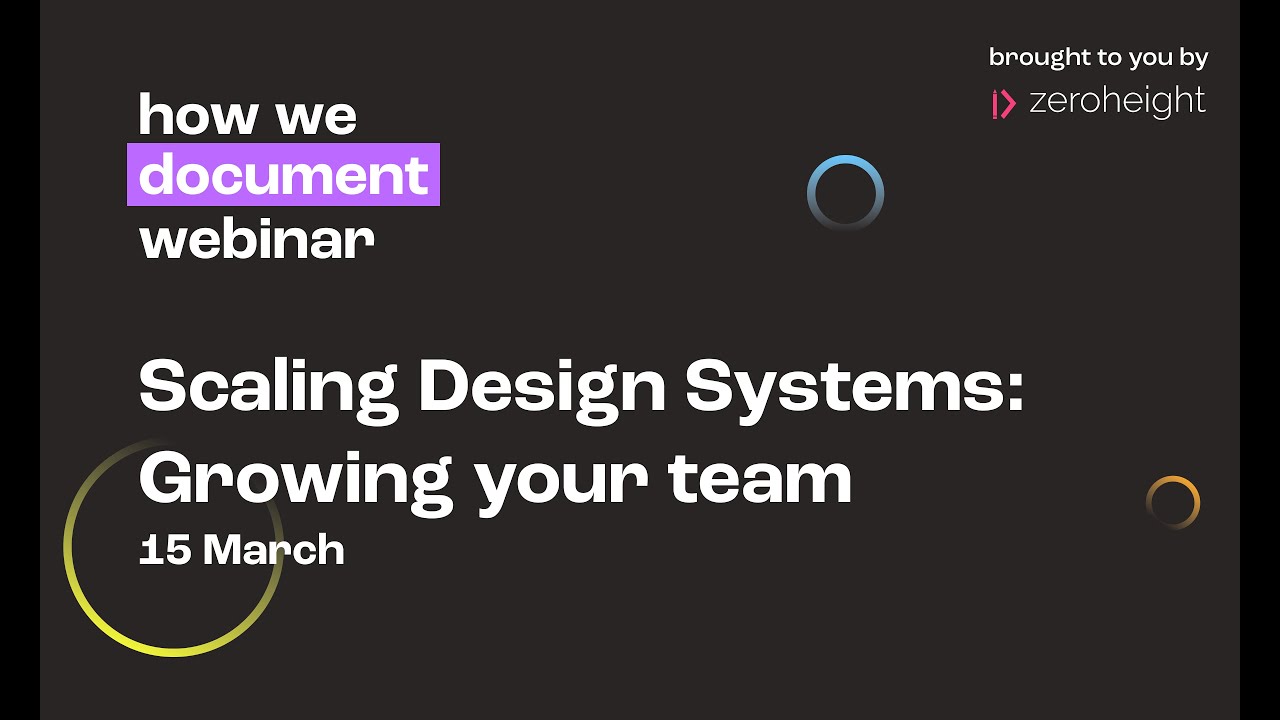 brought to you by
zeroheight
how we
document
webinar
Scaling Design Systems:
Growing your team
15 March